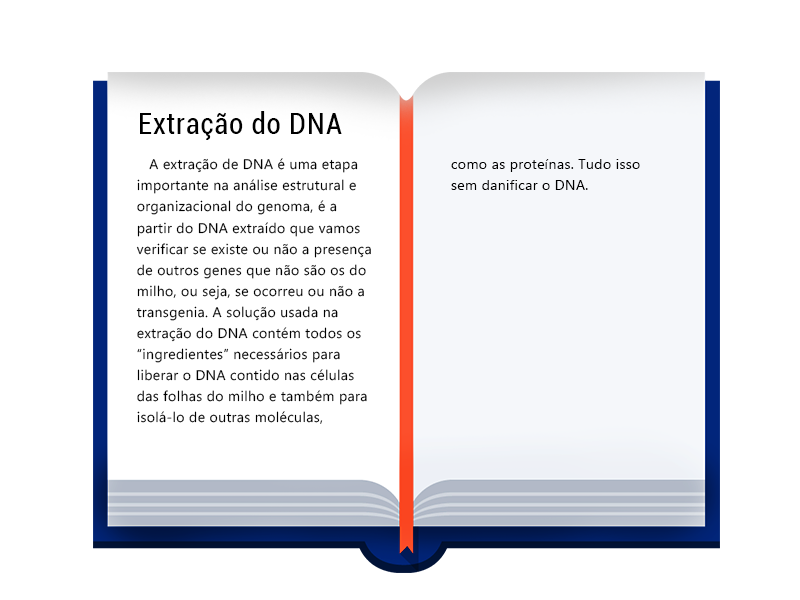 Extração do DNA
A extração de DNA é uma etapa
importante na análise estrutural e
organizacional do genoma, é a
partir do DNA extraído que vamos
verificar se existe ou não a presença
de outros genes que não são os do
milho, ou seja, se ocorreu ou não a
transgenia. A solução usada na
extração do DNA contém todos os
“ingredientes” necessários para
liberar o DNA contido nas células
das folhas do milho e também para
isolá-lo de outras moléculas,
como as proteínas. Tudo isso
sem danificar o DNA.